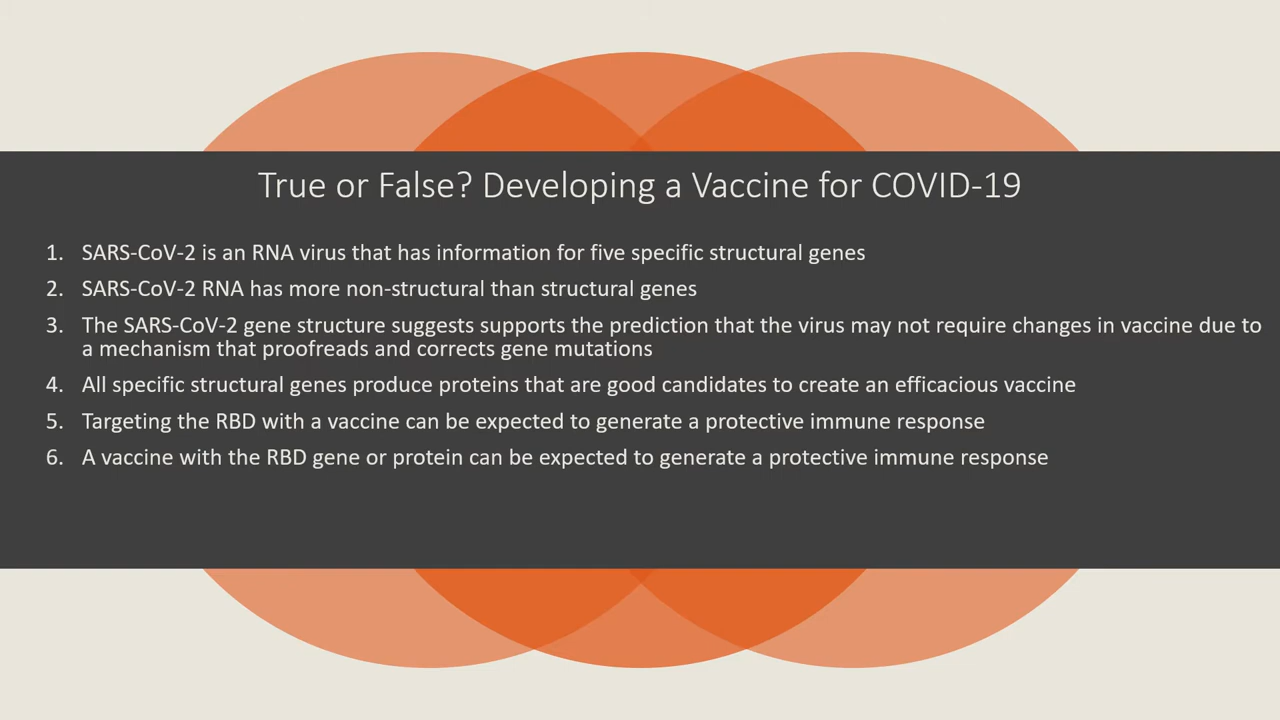 True or False? Developing a Vaccine for COVID-19
1. SARS-CoV-2 is an RNA virus that has information for five specific structural genes
2. SARS-CoV-2 RNA has more non-structural than structural genes
3. The SARS-CoV-2 gene structure suggests supports the prediction that the virus may not require changes in vaccine due to
a mechanism that proofreads and corrects gene mutations
4. All specific structural genes produce proteins that are good candidates to create an efficacious vaccine
5. Targeting the RBD with a vaccine can be expected to generate a protective immune response
6. A vaccine with the RBD gene or protein can be expected to generate a protective immune response